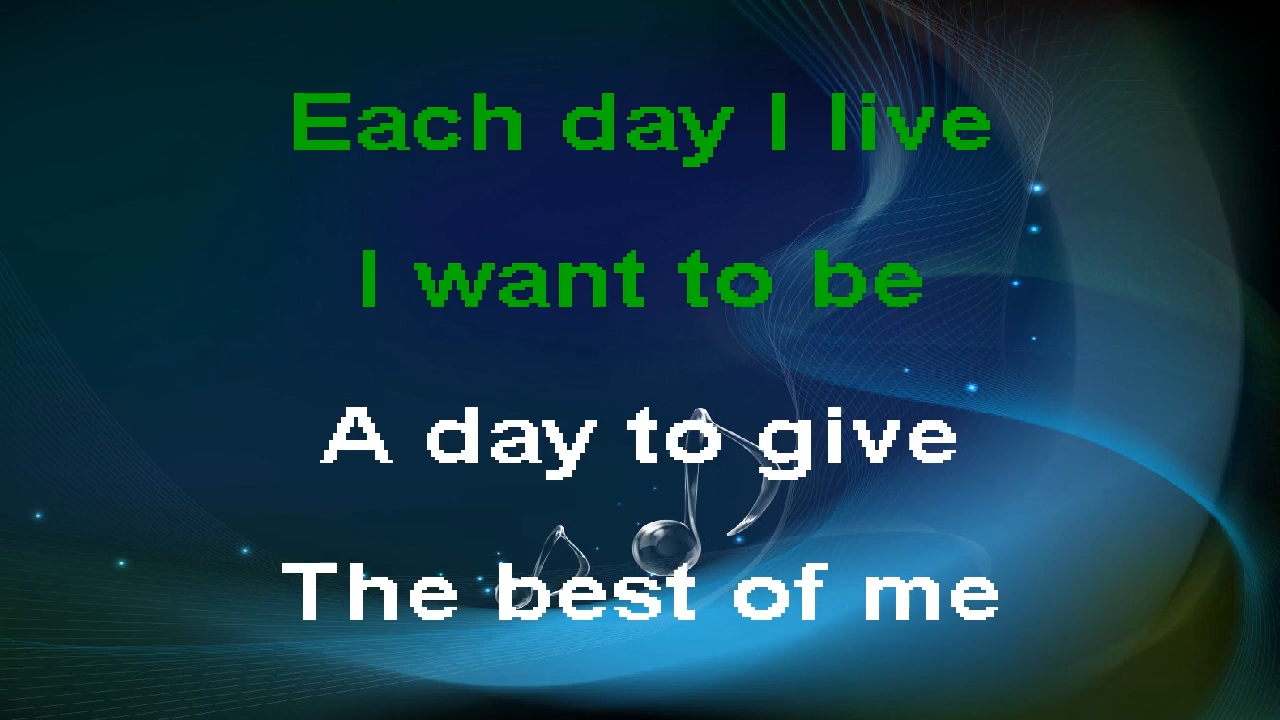 Each day I live
I want to be
A day to give
The best of me